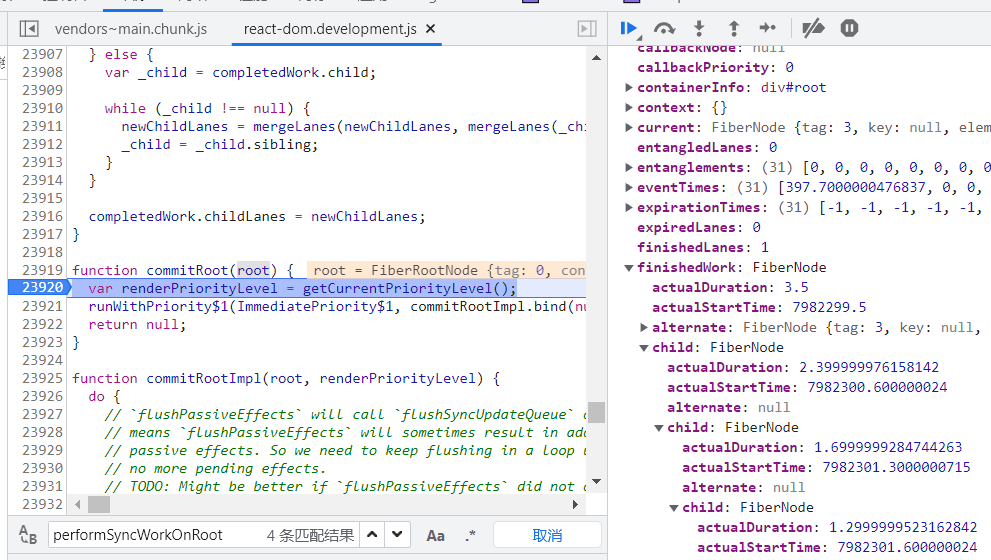 vendors~main.chunk.js
react-dom.development.js ×
23907 } else {
23908 var _child = completedWork.child;
23909
23910 while (_child !== null) {
23911 newChildLanes = mergeLanes(newChildLanes, mergeLanes(_chi
23912 _child = _child.sibling;
23913 }
23914 }
23915
23916 completedWork.childLanes = newChildLanes;
23917 }
23918
23919 function commitRoot(root) { root = FiberRootNode {tag: 0, con
23920 var renderPriorityLevel = getCurrentPriorityLevel();
23921 runWithPriority$1(ImmediatePriority$1, commitRootImpl.bind(nu
23922 return null;
23923 }
23924
23925 function commitRootImpl(root, renderPriorityLevel) {
23926 do {
23927 // `flushPassiveEffects` will call `flushSyncUpdateQueue`
23928 // means `flushPassiveEffects` will sometimes result in add
23929 // passive effects. So we need to keep flushing in a loop
23930 // no more pending effects.
23931 // TODO: Might be better if `flushPassiveEffects` did not
23932
performSyncWorkOnRoot 4 条匹配结果 Aa .* 取消
callbackNode: null
callbackPriority: 0
containerInfo: div#root
context: {}
current: FiberNode {tag: 3, key: null, elem
entangledLanes: 0
entanglements: (31) [0, 0, 0, 0, 0, 0, 0, 0
eventTimes: (31) [397.7000000476837, 0, 0,
expirationTimes: (31) [-1, -1, -1, -1, -1,
expiredLanes: 0
finishedLanes: 1
finishedWork: FiberNode
actualDuration: 3.5
actualStartTime: 7982299.5
alternate: FiberNode {tag: 3, key: null,
child: FiberNode
actualDuration: 2.399999976158142
actualStartTime: 7982300.600000024
alternate: null
child: FiberNode
actualDuration: 1.6999999284744263
actualStartTime: 7982301.3000000715
alternate: null
child: FiberNode
actualDuration: 1.2999999523162842
actualStartTime: 7982301.600000024